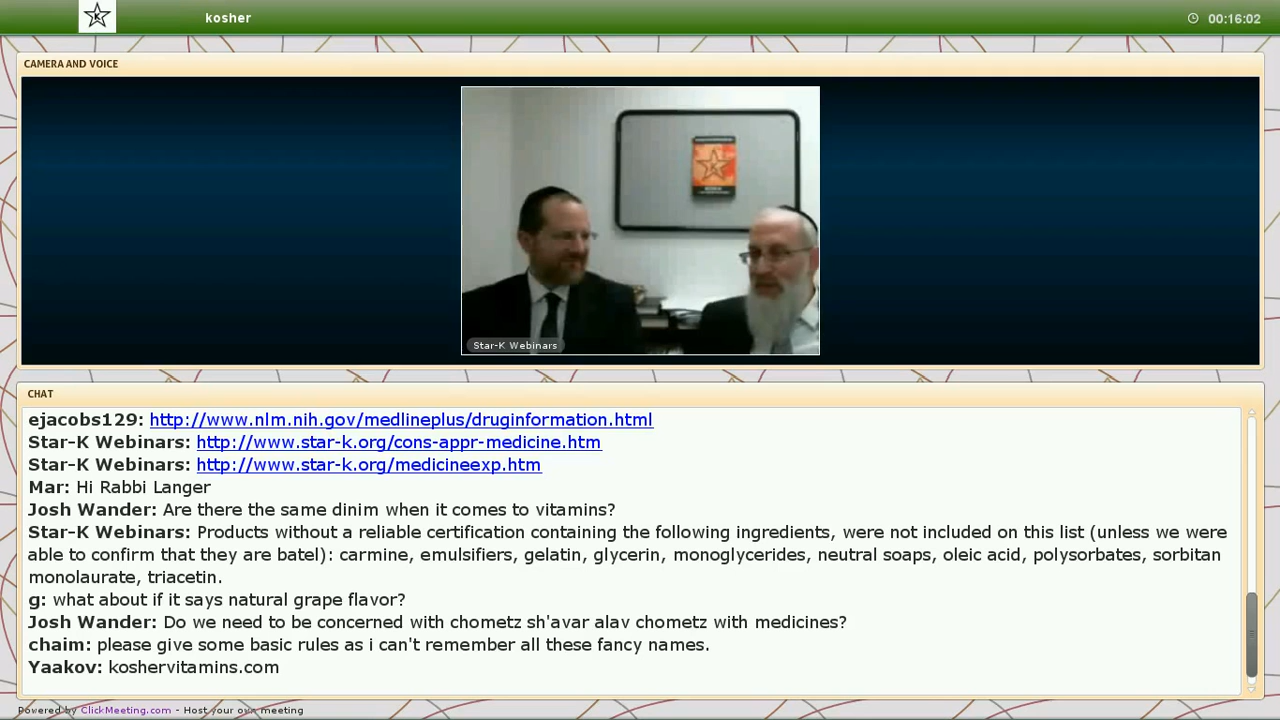 K
kosher
00:16:02
CAMERA AND VOICE
K
Star-K Webinars
CHAT
ejacobs129: http://www.nlm.nih.gov/medlineplus/druginformation.html
Star-K Webinars: http://www.star-k.org/cons-appr-medicine.htm
Star-K Webinars: http://www.star-k.org/medicineexp.htm
Mar: Hi Rabbi Langer
Josh Wander: Are there the same dinim when it comes to vitamins?
Star-K Webinars: Products without a reliable certification containing the following ingredients, were not included on this list (unless we were
able to confirm that they are batel): carmine, emulsifiers, gelatin, glycerin, monoglycerides, neutral soaps, oleic acid, polysorbates, sorbitan
monolaurate, triacetin.
g: what about if it says natural grape flavor?
Josh Wander: Do we need to be concerned with chometz sh'avar alav chometz with medicines?
chaim: please give some basic rules as i can't remember all these fancy names.
Yaakov: koshervitamins.com
Powered by ClickMeeting.com - Host your own meeting